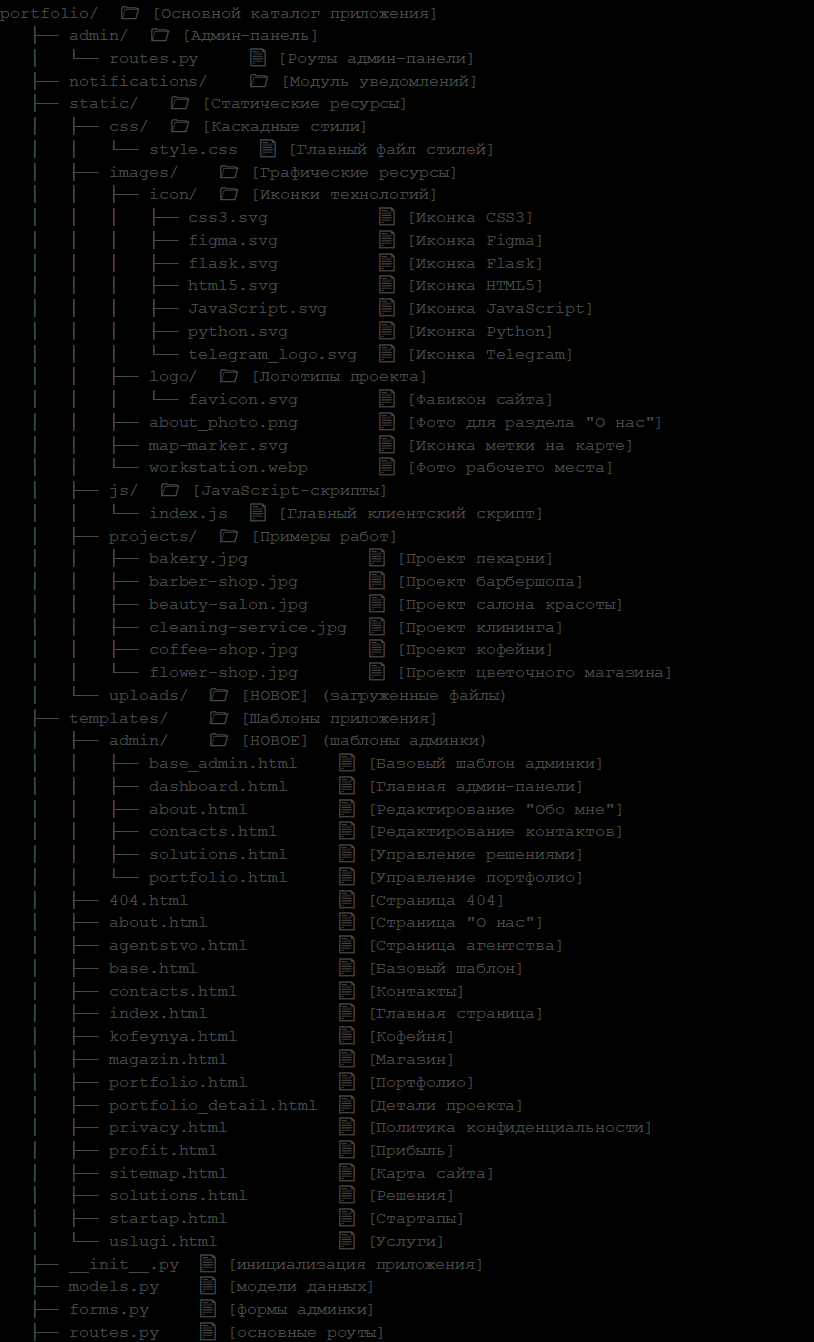 portfolio/ 🗁 [Основной каталог приложения]
├── admin/ 🗁 [Админ-панель]
│ └── routes.py 🗎 [Роуты админ-панели]
├── notifications/ 🗁 [Модуль уведомлений]
├── static/ 🗁 [Статические ресурсы]
│ ├── css/ 🗁 [Каскадные стили]
│ │ └── style.css 🗎 [Главный файл стилей]
│ ├── images/ 🗁 [Графические ресурсы]
│ │ ├── icon/ 🗁 [Иконки технологий]
│ │ │ ├── css3.svg 🗎 [Иконка CSS3]
│ │ │ ├── figma.svg 🗎 [Иконка Figma]
│ │ │ ├── flask.svg 🗎 [Иконка Flask]
│ │ │ ├── html5.svg 🗎 [Иконка HTML5]
│ │ │ ├── JavaScript.svg 🗎 [Иконка JavaScript]
│ │ │ ├── python.svg 🗎 [Иконка Python]
│ │ │ └── telegram_logo.svg 🗎 [Иконка Telegram]
│ │ ├── logo/ 🗁 [Логотипы проекта]
│ │ │ └── favicon.svg 🗎 [Фавикон сайта]
│ │ ├── about_photo.png 🗎 [Фото для раздела "О нас"]
│ │ ├── map-marker.svg 🗎 [Иконка метки на карте]
│ │ └── workstation.webp 🗎 [Фото рабочего места]
│ ├── js/ 🗁 [JavaScript-скрипты]
│ │ └── index.js 🗎 [Главный клиентский скрипт]
│ ├── projects/ 🗁 [Примеры работ]
│ │ ├── bakery.jpg 🗎 [Проект пекарни]
│ │ ├── barber-shop.jpg 🗎 [Проект барбершопа]
│ │ ├── beauty-salon.jpg 🗎 [Проект салона красоты]
│ │ ├── cleaning-service.jpg 🗎 [Проект клининга]
│ │ ├── coffee-shop.jpg 🗎 [Проект кофейни]
│ │ └── flower-shop.jpg 🗎 [Проект цветочного магазина]
│ └── uploads/ 🗁 [НОВОЕ] (загруженные файлы)
├── templates/ 🗁 [Шаблоны приложения]
│ ├── admin/ 🗁 [НОВОЕ] (шаблоны админки)
│ │ ├── base_admin.html 🗎 [Базовый шаблон админки]
│ │ ├── dashboard.html 🗎 [Главная админ-панели]
│ │ ├── about.html 🗎 [Редактирование "Обо мне"]
│ │ ├── contacts.html 🗎 [Редактирование контактов]
│ │ ├── solutions.html 🗎 [Управление решениями]
│ │ └── portfolio.html 🗎 [Управление портфолио]
│ ├── 404.html 🗎 [Страница 404]
│ ├── about.html 🗎 [Страница "О нас"]
│ ├── agentstvo.html 🗎 [Страница агентства]
│ ├── base.html 🗎 [Базовый шаблон]
│ ├── contacts.html 🗎 [Контакты]
│ ├── index.html 🗎 [Главная страница]
│ ├── kofeynya.html 🗎 [Кофейня]
│ ├── magazin.html 🗎 [Магазин]
│ ├── portfolio.html 🗎 [Портфолио]
│ ├── portfolio_detail.html 🗎 [Детали проекта]
│ ├── privacy.html 🗎 [Политика конфиденциальности]
│ ├── profit.html 🗎 [Прибыль]
│ ├── sitemap.html 🗎 [Карта сайта]
│ ├── solutions.html 🗎 [Решения]
│ ├── startap.html 🗎 [Стартапы]
│ └── uslugi.html 🗎 [Услуги]
├── __init__.py 🗎 [инициализация приложения]
├── models.py 🗎 [модели данных]
├── forms.py 🗎 [формы админки]
├── routes.py 🗎 [основные роуты]